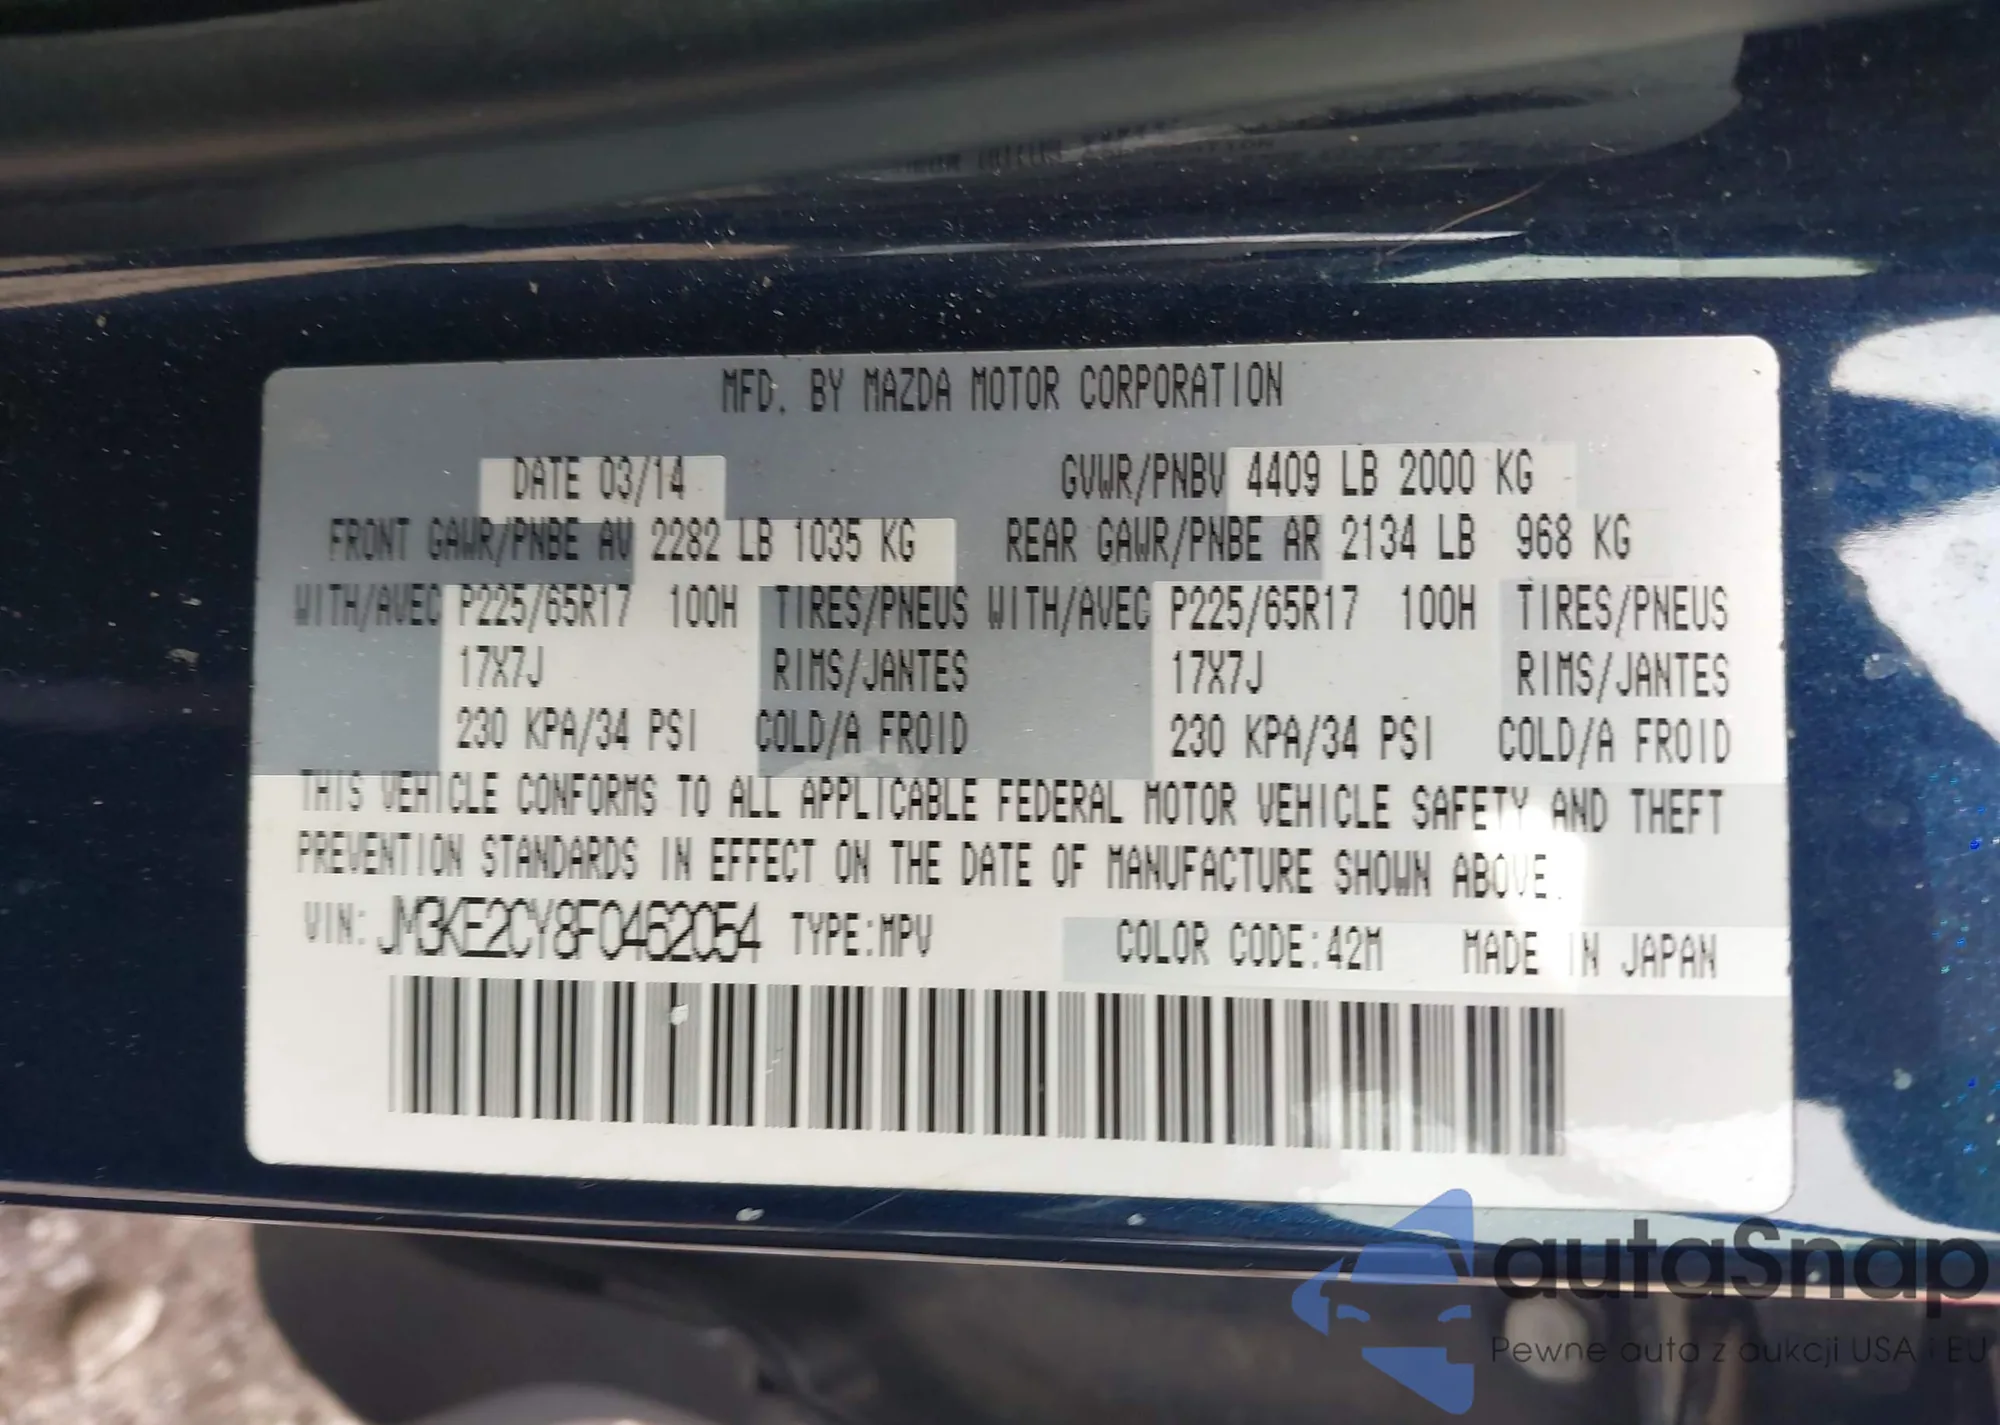 MFD. BY MAZDA MOTOR CORPORATION
DATE 03/14 GVWR/PNBV 4409 LB 2000 KG
FRONT GAWR/PNBE AV 2282 LB 1035 KG REAR GAWR/PNBE AR 2134 LB 968 KG
WITH/AVEC P225/65R17 100H TIRES/PNEUS WITH/AVEC P225/65R17 100H TIRES/PNEUS
17X7J RIMS/JANTES 17X7J RIMS/JANTES
230 KPA/34 PSI COLD/A FROID 230 KPA/34 PSI COLD/A FROID
THIS VEHICLE CONFORMS TO ALL APPLICABLE FEDERAL MOTOR VEHICLE SAFETY AND THEFT
PREVENTION STANDARDS IN EFFECT ON THE DATE OF MANUFACTURE SHOWN ABOVE.
VIN: JM3KE2CY8F0462054 TYPE:MPV COLOR CODE:42M MADE IN JAPAN
autaSnap
Pewne auta z aukcji USA i EU